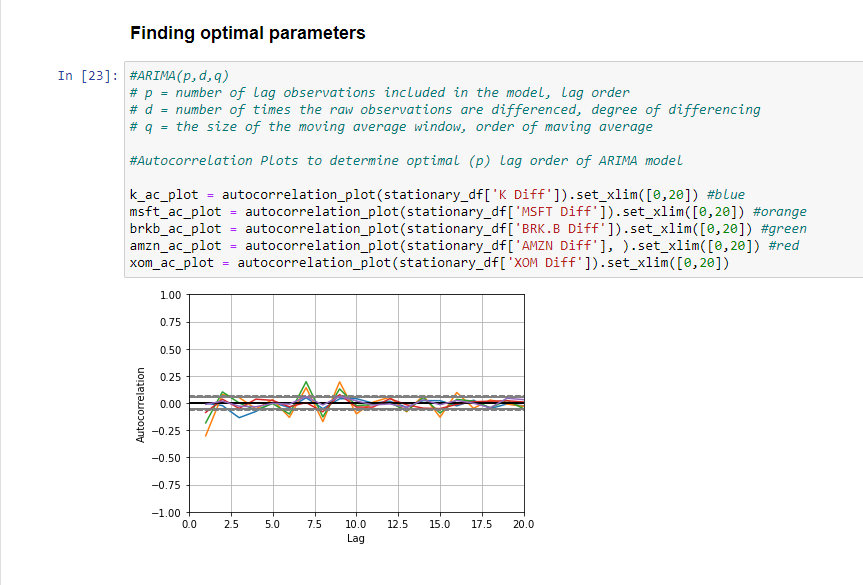 Finding optimal parameters
In [23]: #ARIMA(p,d,q)
# p = number of lag observations included in the model, lag order
# d = number of times the raw observations are differenced, degree of differencing
# q = the size of the moving average window, order of maving average
#Autocorrelation Plots to determine optimal (p) lag order of ARIMA model
k_ac_plot = autocorrelation_plot(stationary_df['K Diff']).set_xlim([0,20]) #blue
msft_ac_plot = autocorrelation_plot(stationary_df['MSFT Diff']).set_xlim([0,20]) #orange
brkb_ac_plot = autocorrelation_plot(stationary_df['BRK.B Diff']).set_xlim([0,20]) #green
amzn_ac_plot = autocorrelation_plot(stationary_df['AMZN Diff'], ).set_xlim([0,20]) #red
xom_ac_plot = autocorrelation_plot(stationary_df['XOM Diff']).set_xlim([0,20])
1.00
0.75
0.50
0.25
0.00
−0.25
−0.50
−0.75
−1.00
Autocorrelation
0.0 2.5 5.0 7.5 10.0 12.5 15.0 17.5 20.0
Lag